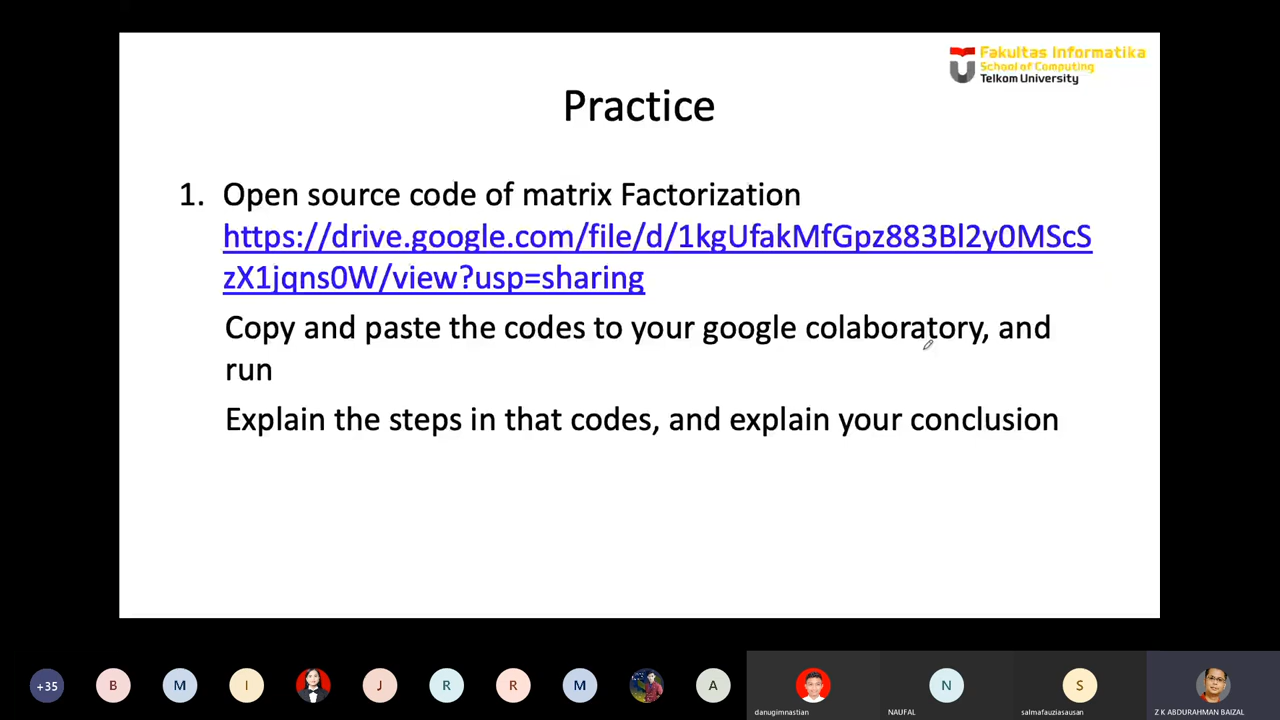 Fakultas Informatika
School of Computing
Telkom University
Practice
1. Open source code of matrix Factorization
https://drive.google.com/file/d/1kgUfakMfGpz883Bl2y0MScS
zX1jqns0W/view?usp=sharing
Copy and paste the codes to your google colaboratory, and
run
Explain the steps in that codes, and explain your conclusion
+35 B M I J R R M A N S
danugimnastian NAUFAL salmafauziasausan Z K ABDURAHMAN BAIZAL